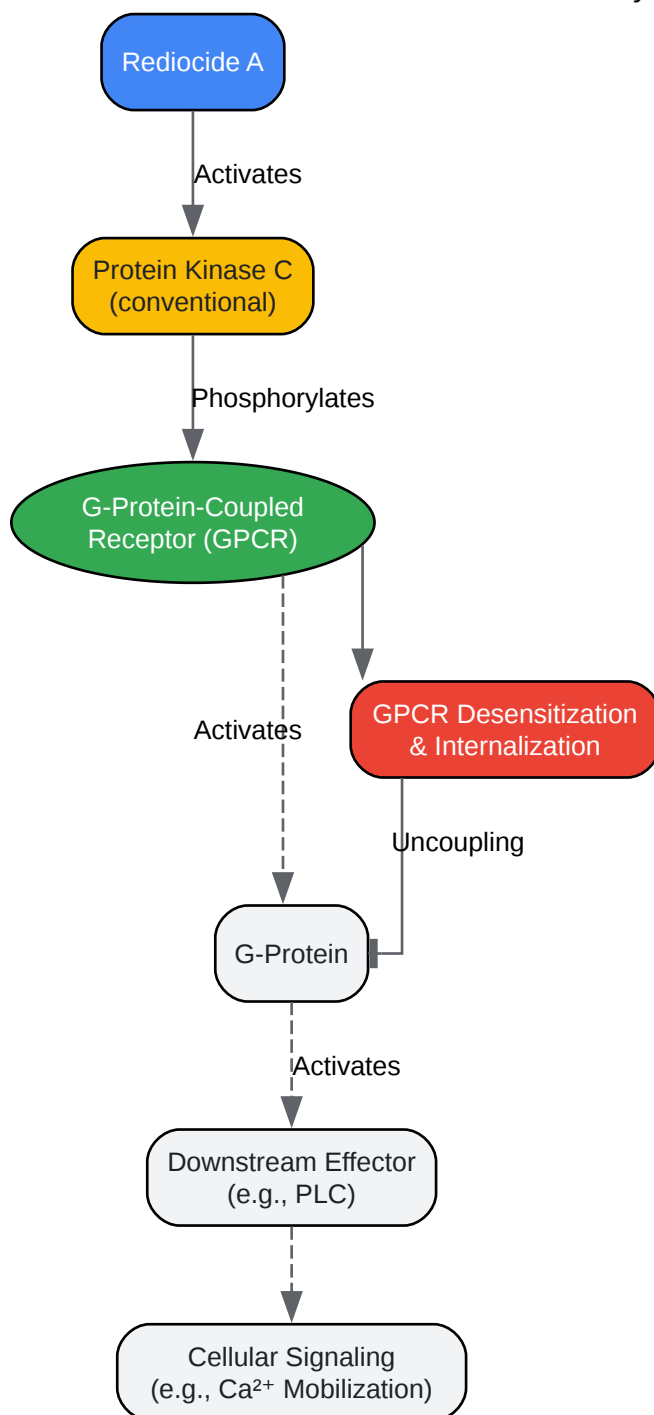 Rediocide A
Activates
Protein Kinase C
(conventional)
Phosphorylates
G-Protein-Coupled
Receptor (GPCR)
Activates
GPCR Desensitization
& Internalization
Uncoupling
G-Protein
Activates
Downstream Effector
(e.g., PLC)
Cellular Signaling
(e.g., Ca²⁺ Mobilization)